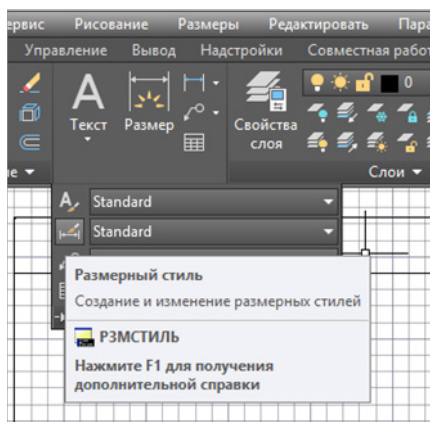 ервис Рисование Размеры Редактировать Пара
Управление Вывод Надстройки Совместная работ
А
Текст Размер Свойства слоя 0
ие Слои
Standard
Standard
Размерный стиль
Создание и изменение размерных стилей
РЗМСТИЛЬ
Нажмите F1 для получения
дополнительной справки